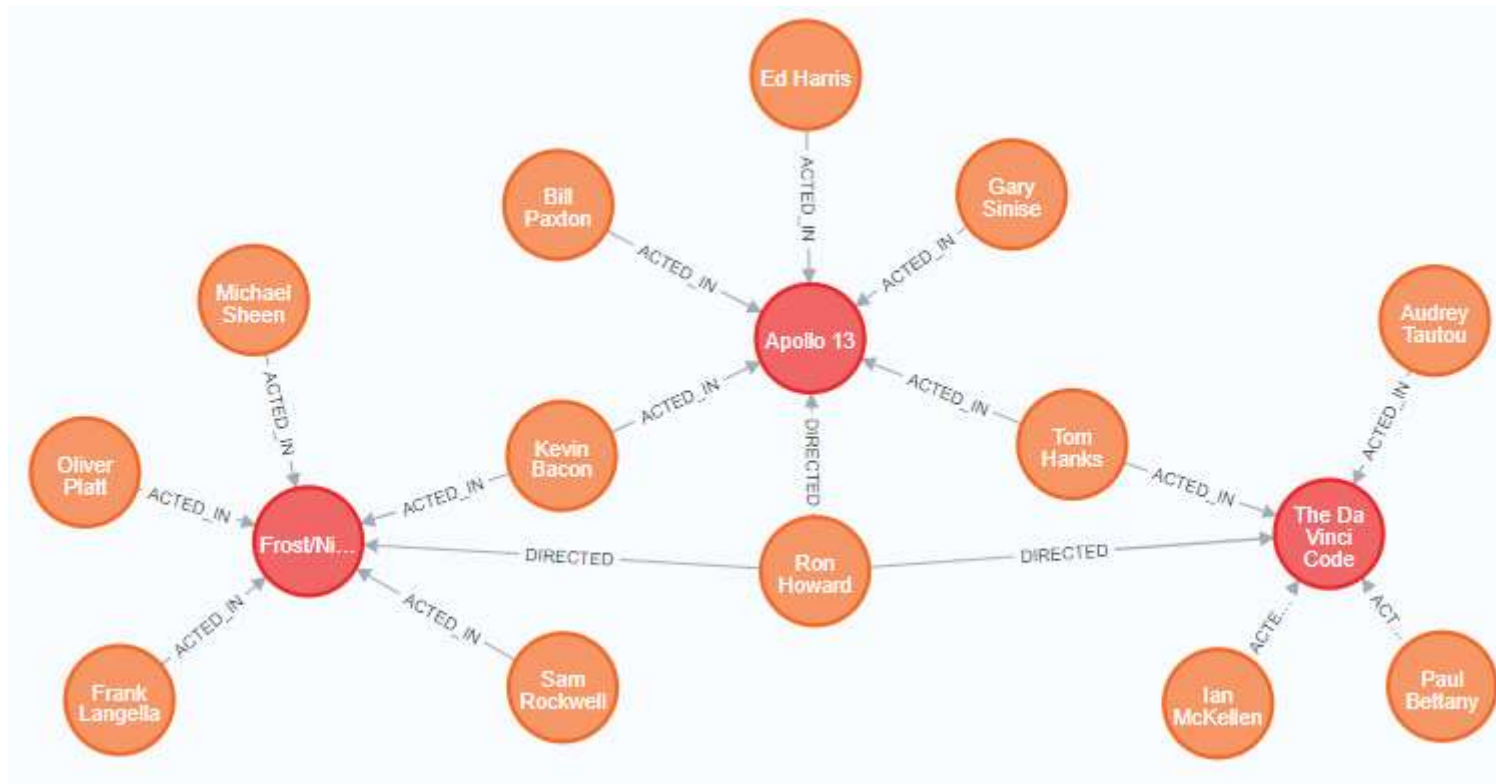 Ed Harris
ACTED_IN
Bill
Paxton
ACTED_IN
Gary
Sinise
ACTED_IN
Michael
Sheen
ACTED_IN
Apollo 13
Audrey
Tautou
ACTED_IN
Oliver
Platt
ACTED_IN
Kevin
Bacon
ACTED_IN
ACTED_IN
DIRECTED
Tom
Hanks
ACTED_IN
ACTED_IN
Frost/Ni...
DIRECTED
Ron
Howard
DIRECTED
The Da
Vinci
Code
Frank
Langella
ACTED_IN
Sam
Rockwell
ACTED_IN
Ian
McKellen
ACTE...
Paul
Bettany
ACT...